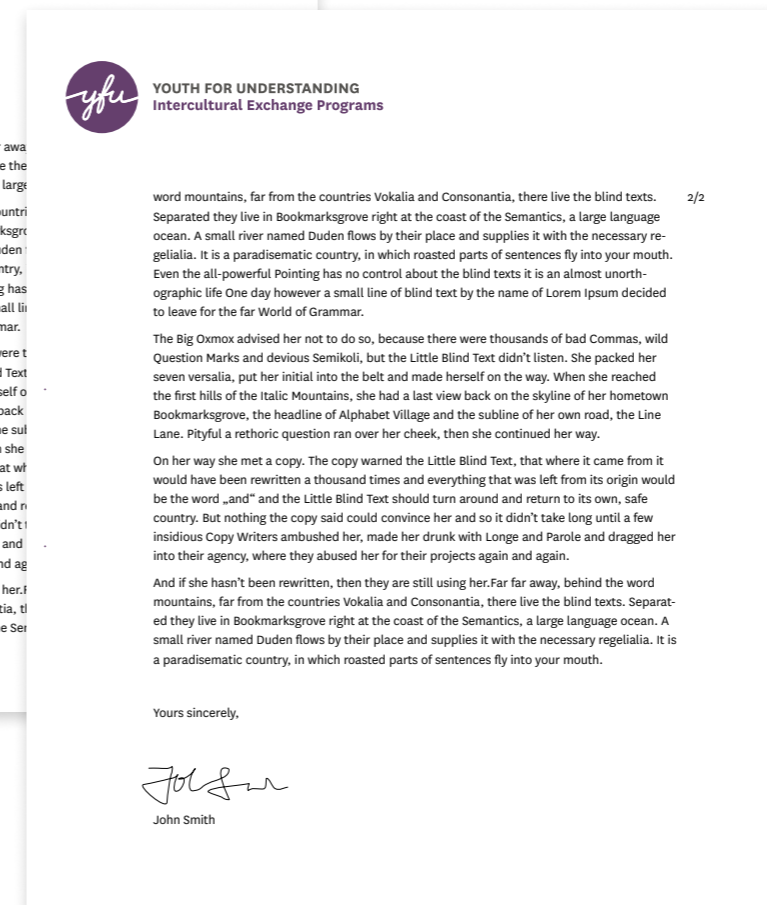 yfu
YOUTH FOR UNDERSTANDING
Intercultural Exchange Programs
word mountains, far from the countries Vokalia and Consonantia, there live the blind texts.
2/2
Separated they live in Bookmarksgrove right at the coast of the Semantics, a large language
ocean. A small river named Duden flows by their place and supplies it with the necessary re-
gelialia. It is a paradisematic country, in which roasted parts of sentences fly into your mouth.
Even the all-powerful Pointing has no control about the blind texts it is an almost unorth-
ographic life One day however a small line of blind text by the name of Lorem Ipsum decided
to leave for the far World of Grammar.
The Big Oxmox advised her not to do so, because there were thousands of bad Commas, wild
Question Marks and devious Semikoli, but the Little Blind Text didn't listen. She packed her
seven versalia, put her initial into the belt and made herself on the way. When she reached
the first hills of the Italic Mountains, she had a last view back on the skyline of her hometown
Bookmarksgrove, the headline of Alphabet Village and the subline of her own road, the Line
Lane. Pityful a rethoric question ran over her cheek, then she continued her way.
On her way she met a copy. The copy warned the Little Blind Text, that where it came from it
would have been rewritten a thousand times and everything that was left from its origin would
be the word „and“ and the Little Blind Text should turn around and return to its own, safe
country. But nothing the copy said could convince her and so it didn't take long until a few
insidious Copy Writers ambushed her, made her drunk with Longe and Parole and dragged her
into their agency, where they abused her for their projects again and again.
And if she hasn't been rewritten, then they are still using her.Far far away, behind the word
mountains, far from the countries Vokalia and Consonantia, there live the blind texts. Separat-
ed they live in Bookmarksgrove right at the coast of the Semantics, a large language ocean. A
small river named Duden flows by their place and supplies it with the necessary regelialia. It is
a paradisematic country, in which roasted parts of sentences fly into your mouth.
Yours sincerely,
John Smith